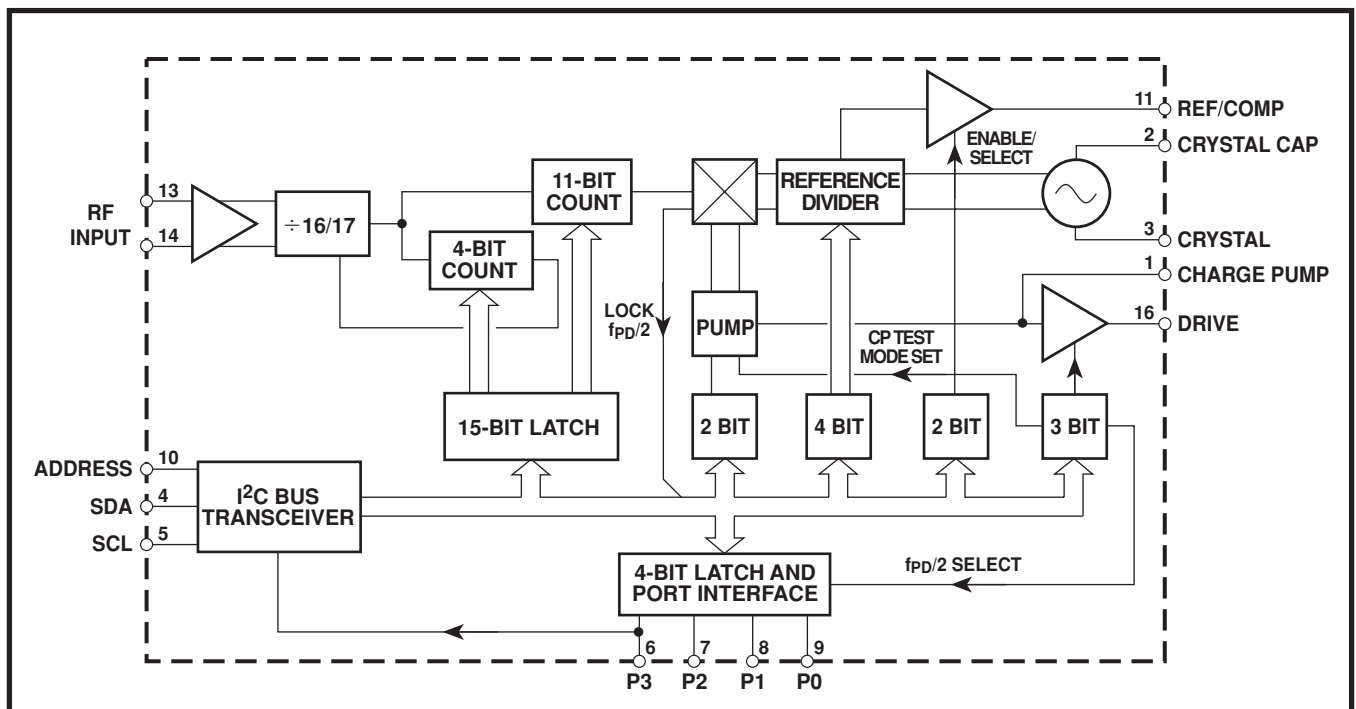 11
REF/COMP
2
CRYSTAL CAP
ENABLE/
SELECT
13
RF
INPUT
14
÷16/17
11-BIT
COUNT
4-BIT
COUNT
REFERENCE
DIVIDER
3
CRYSTAL
1
CHARGE PUMP
LOCK
fPD/2
PUMP
16
DRIVE
CP TEST
MODE SET
15-BIT LATCH
2 BIT
4 BIT
2 BIT
3 BIT
ADDRESS
10
SDA
4
SCL
5
I2C BUS
TRANSCEIVER
4-BIT LATCH AND
PORT INTERFACE
fPD/2 SELECT
6
7
8
9
P3
P2
P1
P0